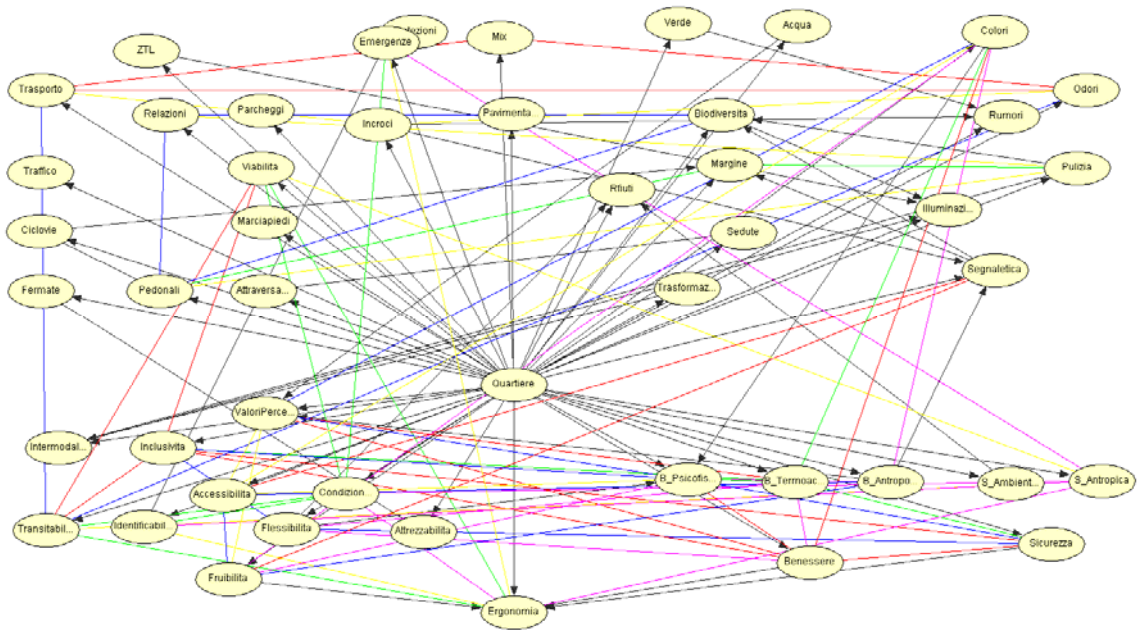 Verde
Acqua
Emergenze
Mix
Colori
ZTL
Trasporto
Odori
Relazioni
Parcheggi
Incroci
Pavimenta
Biodiversita
Rumori
Traffico
Viabilita
Rfiuti
Margine
Pulizia
Ciclovie
Marciapiedi
Sedute
Illuminazi...
Fermate
Pedonali
Attraversa...
Trasformaz...
Segnaletica
Quartiere
ValoriPerce...
Intermodal...
Inclusivita
Accessibilita
Condizion...
B_Psicofis...
B_Termoac...
B_Antropo...
S_Ambient...
S_Antropica
Transitabil...
Identificabil...
Flessibilita
Attrezzabilita
Sicurezza
Fruibilita
Benessere
Ergonomia